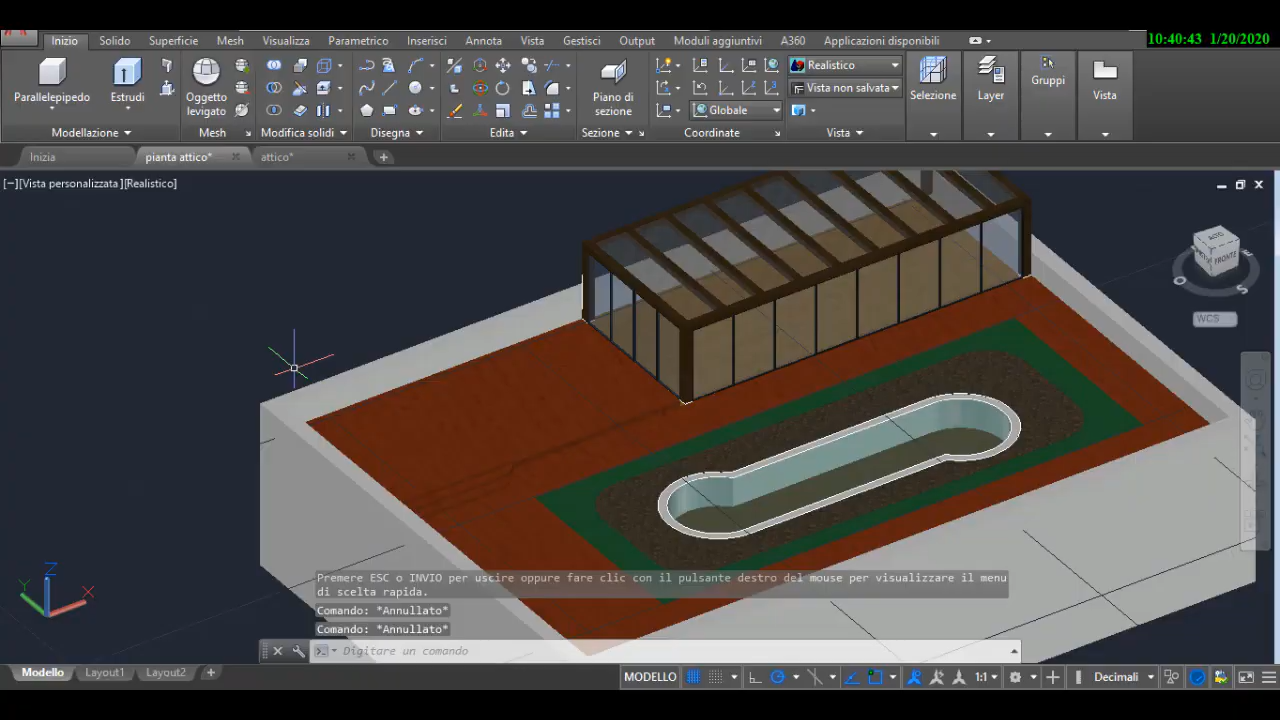 10:40:43 1/20/2020
Inizio Solido Superficie Mesh Visualizza Parametrico Inserisci Annota Vista Gestisci Output Moduli aggiuntivi A360 Applicazioni disponibili
Realistico
Vista non salvata
Parallelepipedo Estrudi Oggetto levigato Piano di sezione Globale Selezione Layer Gruppi Vista
Modellazione Mesh Modifica solidi Disegna Edita Sezione Coordinate Vista
Inizia pianta attico* attico*
[−][Vista personalizzata][Realistico]
ALTO
FRONTE
O S
WCS
Z
Y X
Premere ESC o INVIO per uscire oppure fare clic con il pulsante destro del mouse per visualizzare il menu
di scelta rapida.
Comando: *Annullato*
Comando: *Annullato*
Digitare un comando
Modello Layout1 Layout2
MODELLO 1:1 Decimali